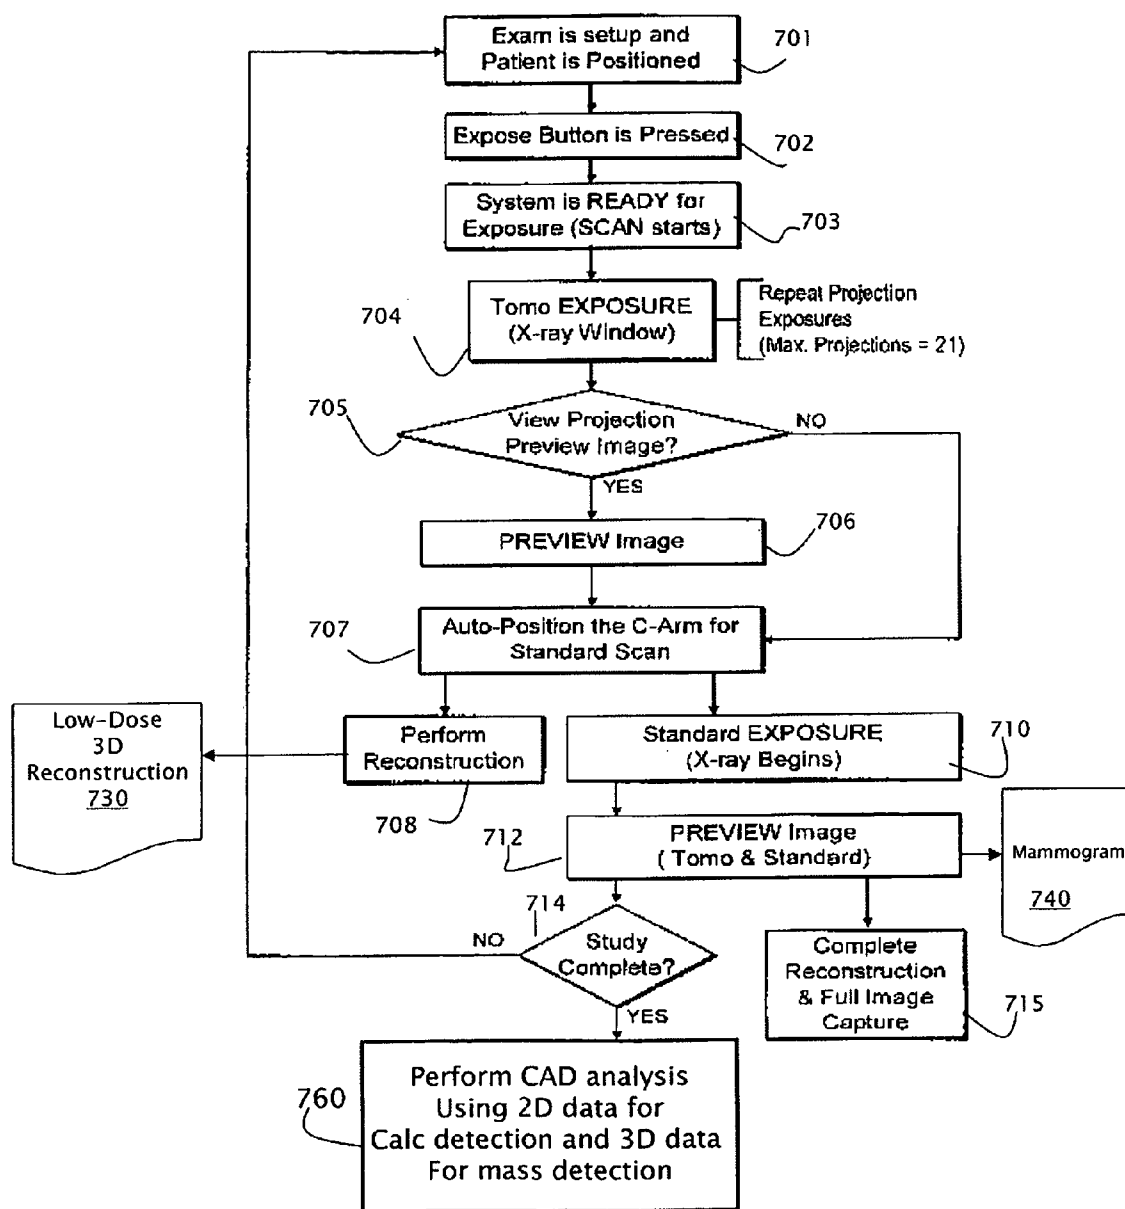 Exam is setup and
Patient is Positioned
701
Expose Button is Pressed
702
System is READY for
Exposure (SCAN starts)
703
Tomo EXPOSURE
(X-ray Window)
704
Repeat Projection
Exposures
(Max. Projections = 21)
705
View Projection
Preview Image?
NO
YES
PREVIEW Image
706
707
Auto-Position the C-Arm for
Standard Scan
Low-Dose
3D
Reconstruction
730
Perform
Reconstruction
708
Standard EXPOSURE
(X-ray Begins)
710
712
PREVIEW Image
( Tomo & Standard)
Mammogram
740
714
NO
Study
Complete?
YES
Complete
Reconstruction
& Full Image
Capture
715
760
Perform CAD analysis
Using 2D data for
Calc detection and 3D data
For mass detection